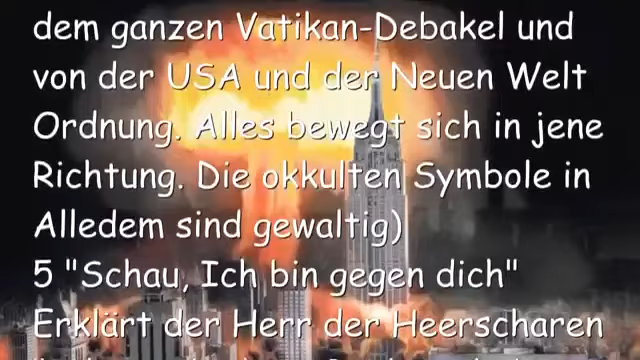 dem ganzen Vatikan-Debakel und
von der USA und der Neuen Welt
Ordnung. Alles bewegt sich in jene
Richtung. Die okkulten Symbole in
Alledem sind gewaltig)
5 "Schau, Ich bin gegen dich"
Erklärt der Herr der Heerscharen